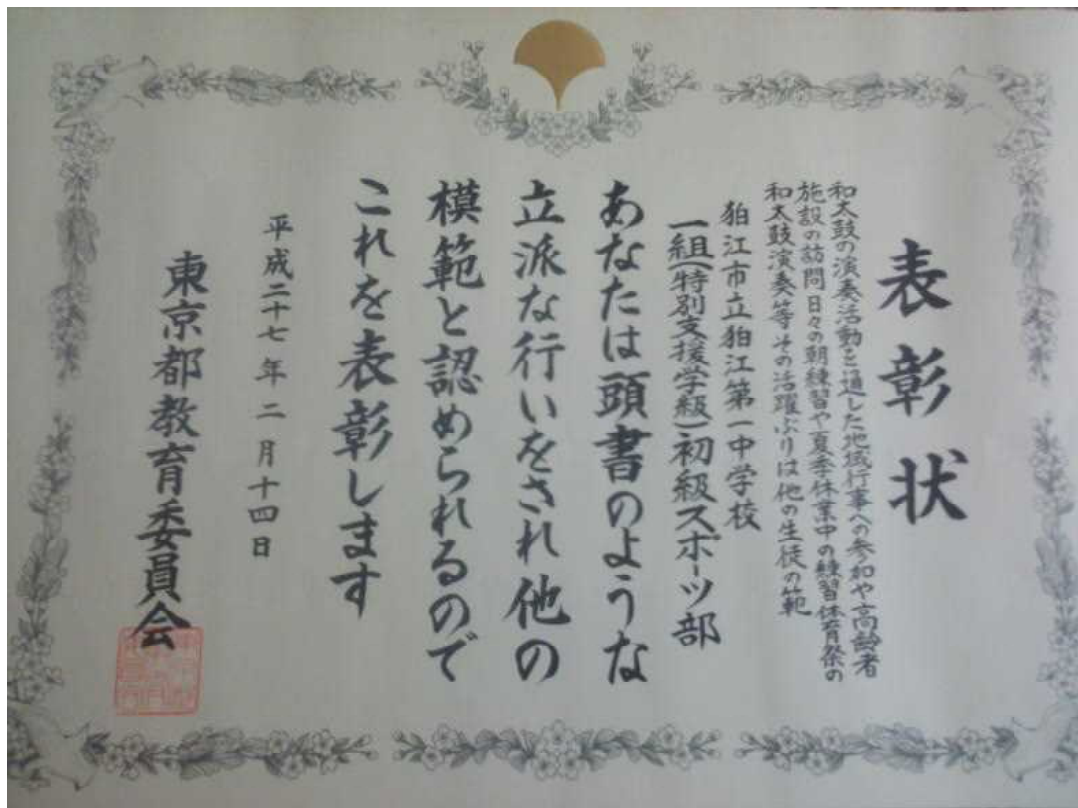 表彰状
和太鼓の演奏活動を通した地域行事への参加や高齢者
施設の訪問日々の朝練習や夏季休業中の練習体育祭の
和太鼓演奏等その活躍ぶりは他の生徒の範
狛江市立狛江第一中学校
一組(特別支援学級)初級スポーツ部
あなたは頭書のような
立派な行いをされ他の
模範と認められるので
これを表彰します
平成二十七年二月十四日
東京都教育委員会